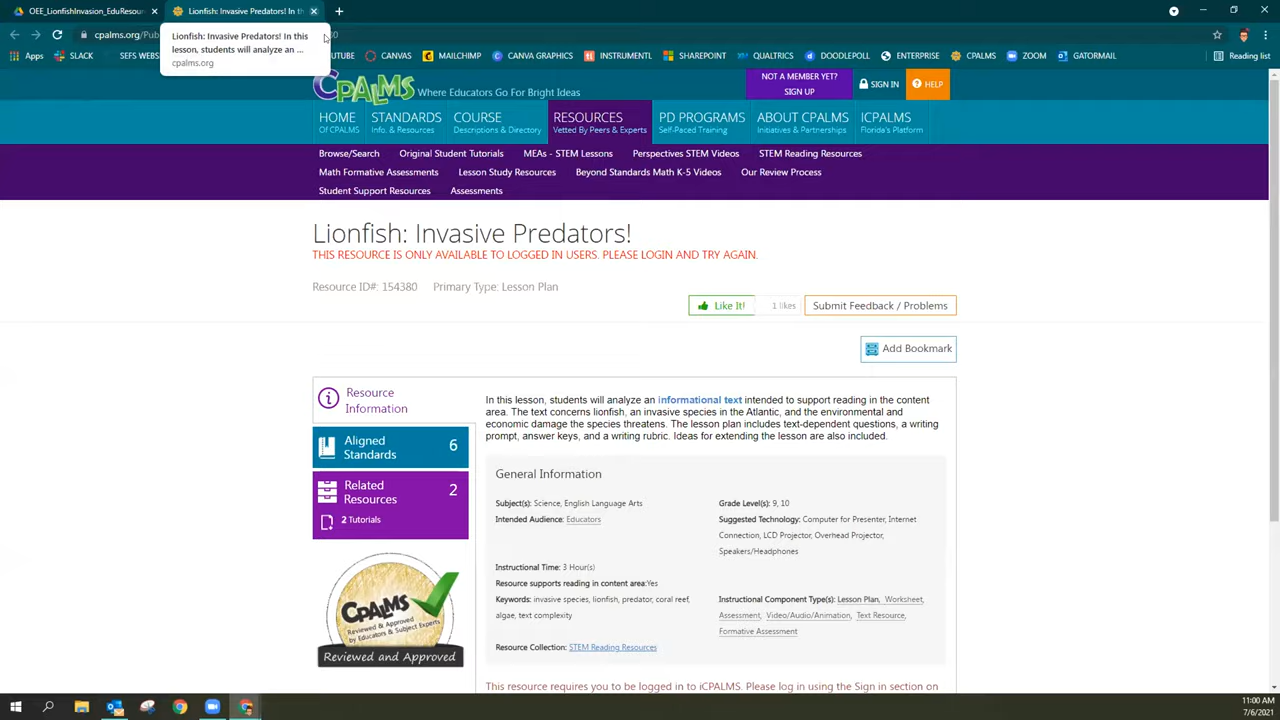 OEE_LionfishInvasion_EduResource
Lionfish: Invasive Predators! In th
cpalms.org/Pub
Lionfish: Invasive Predators! In this
lesson, students will analyze an ...
cpalms.org
Apps
SLACK
CANVAS
MAILCHIMP
CANVA GRAPHICS
INSTRUMENTL
SHAREPOINT
QUALTRICS
DOODLEPOLL
ENTERPRISE
CPALMS
ZOOM
GATORMAIL
Reading list
CPALMS
Where Educators Go For Bright Ideas
NOT A MEMBER YET?
SIGN UP
SIGN IN
HELP
HOME
Of CPALMS
STANDARDS
Info. & Resources
COURSE
Descriptions & Directory
RESOURCES
Vetted By Peers & Experts
PD PROGRAMS
Self-Paced Training
ABOUT CPALMS
Initiatives & Partnerships
ICPALMS
Florida's Platform
Browse/Search Original Student Tutorials MEAs - STEM Lessons Perspectives STEM Videos STEM Reading Resources
Math Formative Assessments Lesson Study Resources Beyond Standards Math K-5 Videos Our Review Process
Student Support Resources Assessments
Lionfish: Invasive Predators!
THIS RESOURCE IS ONLY AVAILABLE TO LOGGED IN USERS. PLEASE LOGIN AND TRY AGAIN.
Resource ID#: 154380 Primary Type: Lesson Plan
Like It!
1 likes
Submit Feedback / Problems
Add Bookmark
Resource
Information
Aligned
Standards
6
Related
Resources
2
2 Tutorials
CPALMS
Reviewed & Approved
by Educators & Subject Experts
Reviewed and Approved
In this lesson, students will analyze an informational text intended to support reading in the content
area. The text concerns lionfish, an invasive species in the Atlantic, and the environmental and
economic damage the species threatens. The lesson plan includes text-dependent questions, a writing
prompt, answer keys, and a writing rubric. Ideas for extending the lesson are also included.
General Information
Subject(s): Science, English Language Arts
Intended Audience: Educators
Instructional Time: 3 Hour(s)
Resource supports reading in content area:Yes
Keywords: invasive species, lionfish, predator, coral reef,
algae, text complexity
Resource Collection: STEM Reading Resources
Grade Level(s): 9, 10
Suggested Technology: Computer for Presenter, Internet
Connection, LCD Projector, Overhead Projector,
Speakers/Headphones
Instructional Component Type(s): Lesson Plan, Worksheet,
Assessment, Video/Audio/Animation, Text Resource,
Formative Assessment
This resource requires you to be logged in to iCPALMS. Please log in using the Sign in section on
11:00 AM
7/6/2021